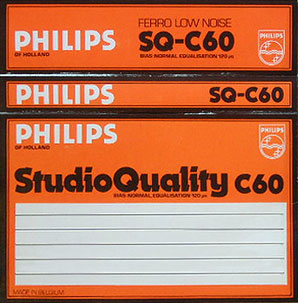 FERRO LOW NOISE
PHILIPS SQ-C60
OF HOLLAND BIAS NORMAL, EQUALISATION 120 µs
PHILIPS
PHILIPS SQ-C60
PHILIPS
OF HOLLAND
PHILIPS
StudioQuality C60
BIAS NORMAL, EQUALISATION 120 µs
MADE IN BELGIUM